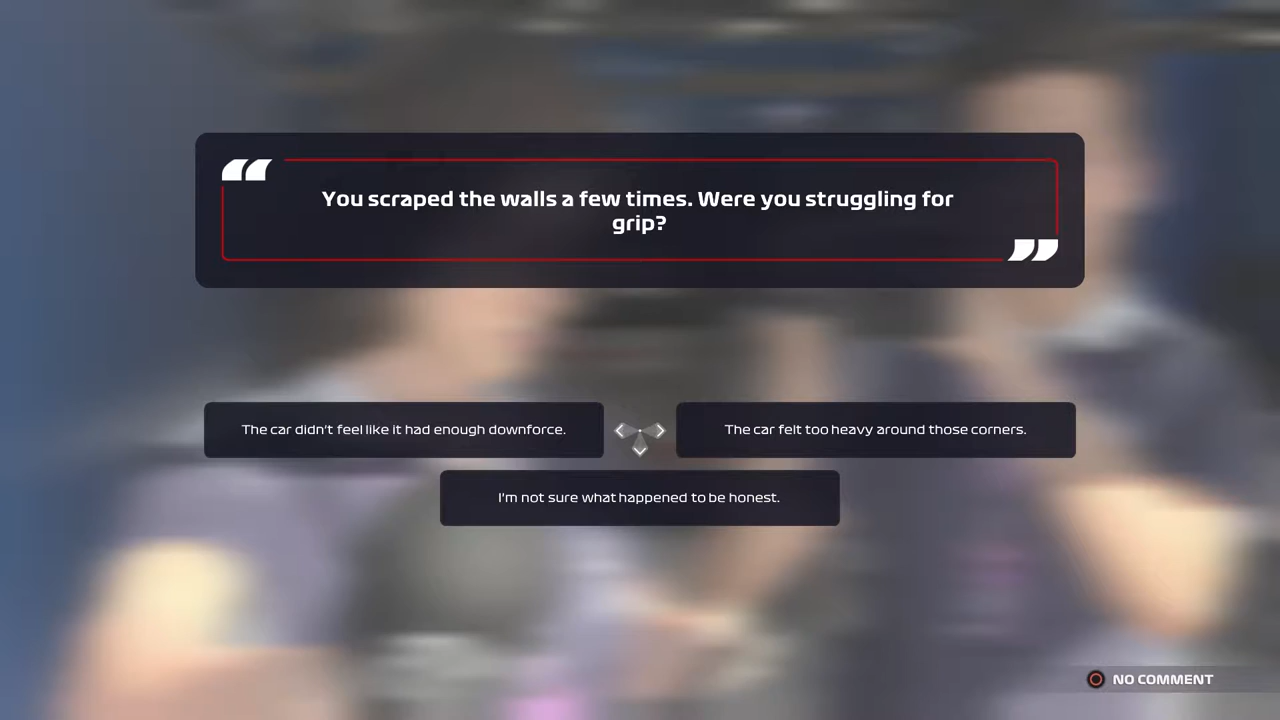 You scraped the walls a few times. Were you struggling for
grip?
The car didn't feel like it had enough downforce.
The car felt too heavy around those corners.
I'm not sure what happened to be honest.
NO COMMENT